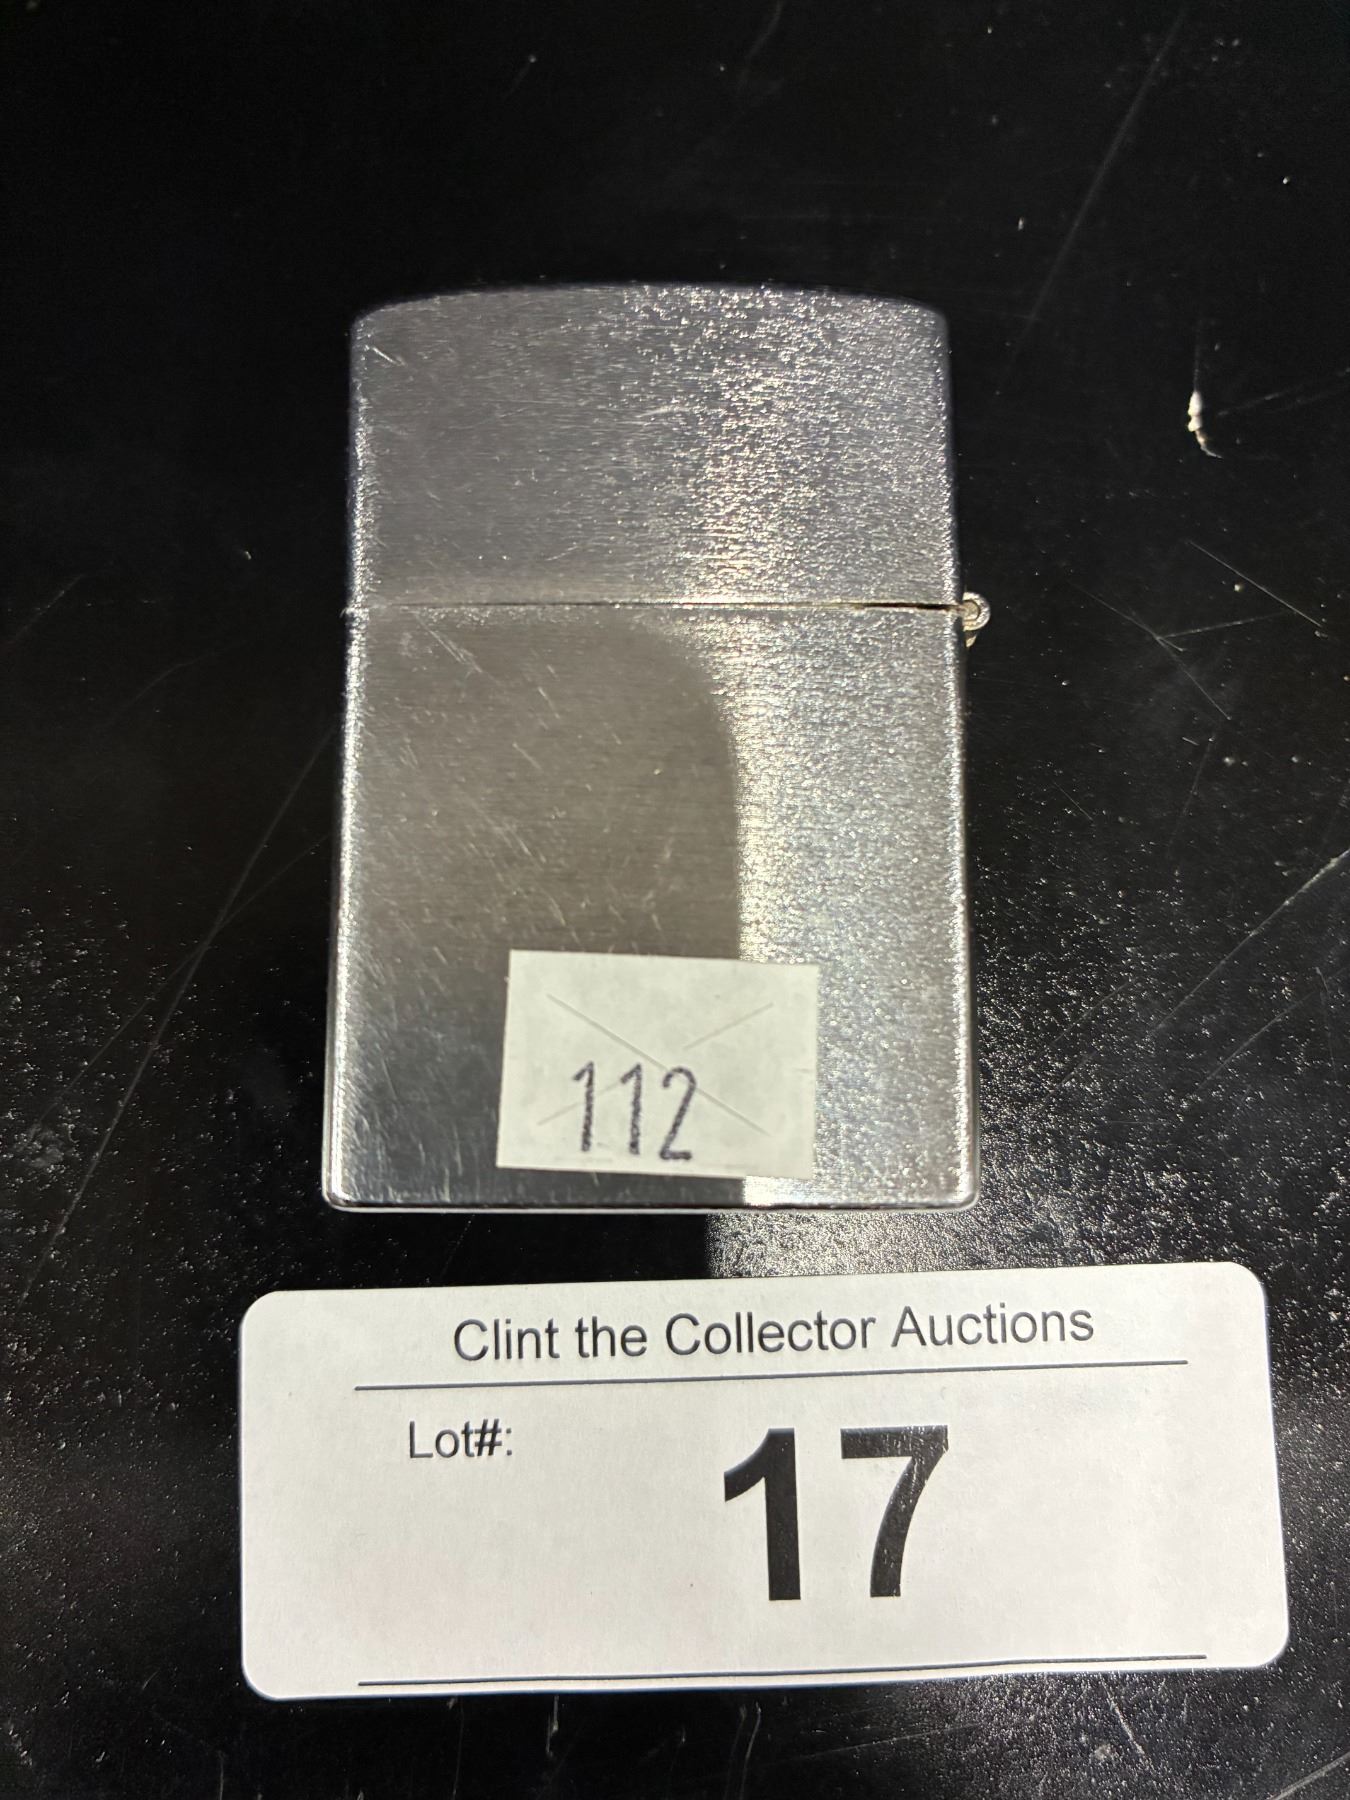 112
Clint the Collector Auctions
Lot#:
17